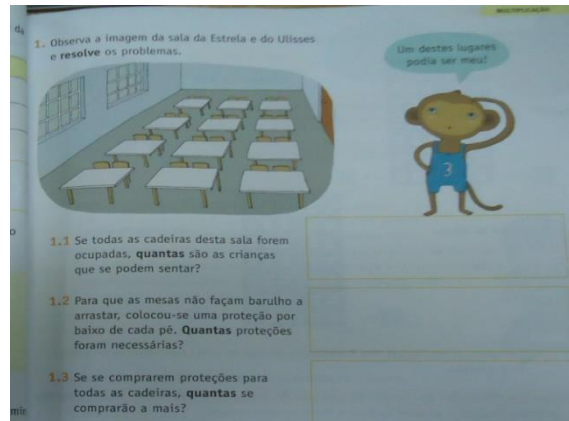 MULTIPLICAÇÃO
da
1. Observa a imagem da sala da Estrela e do Ulisses
e resolve os problemas.
Um destes lugares
podia ser meu!
3
1.1 Se todas as cadeiras desta sala forem
ocupadas, quantas são as crianças
que se podem sentar?
1.2 Para que as mesas não façam barulho a
arrastar, colocou-se uma proteção por
baixo de cada pé. Quantas proteções
foram necessárias?
1.3 Se se comprarem proteções para
todas as cadeiras, quantas se
comprarão a mais?